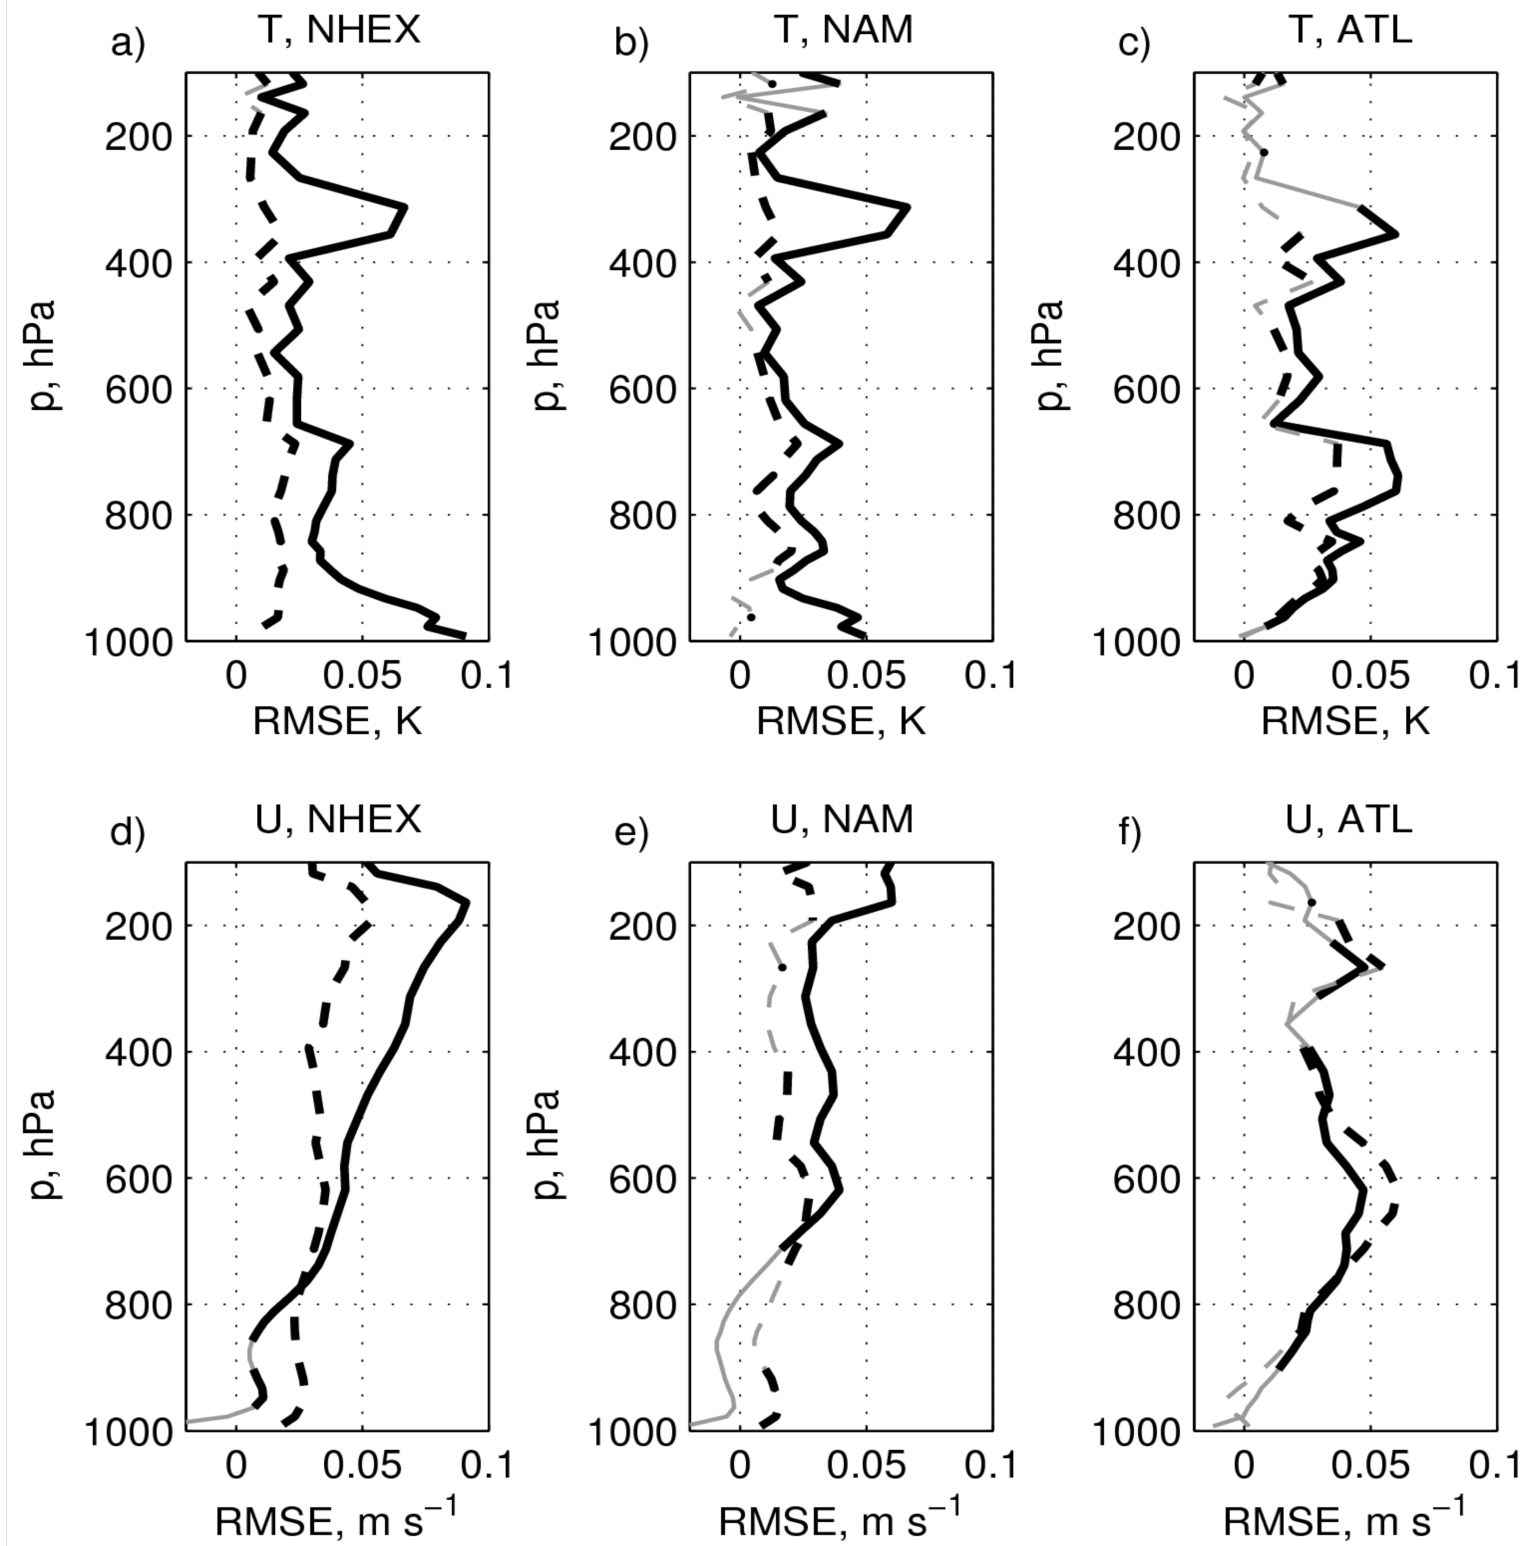 a) T, NHEX
b) T, NAM
c) T, ATL
p, hPa
200
400
600
800
1000
0 0.05 0.1
RMSE, K
p, hPa
200
400
600
800
1000
0 0.05 0.1
RMSE, K
p, hPa
200
400
600
800
1000
0 0.05 0.1
RMSE, K
d) U, NHEX
e) U, NAM
f) U, ATL
p, hPa
200
400
600
800
1000
0 0.05 0.1
RMSE, m s−1
p, hPa
200
400
600
800
1000
0 0.05 0.1
RMSE, m s−1
200
400
600
800
1000
0 0.05 0.1
RMSE, m s−1